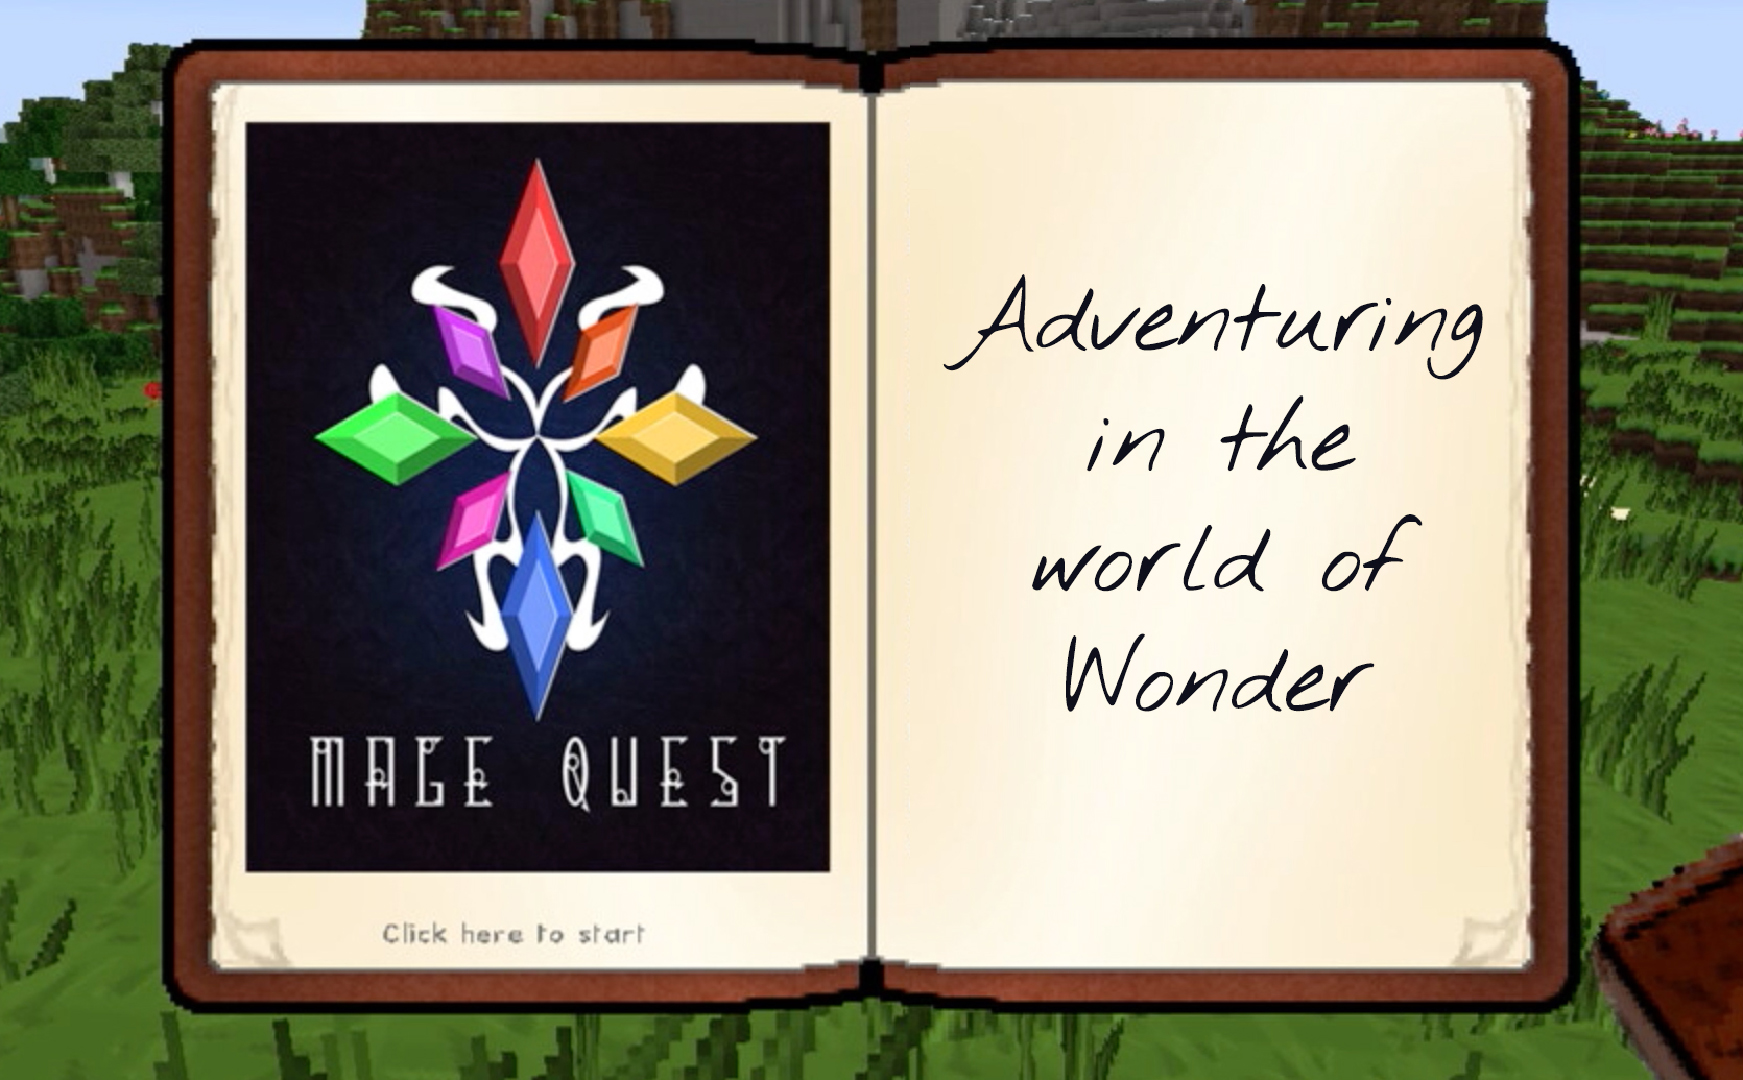 MAGE QUEST
Click here to start
Adventuring
in the
world of
Wonder